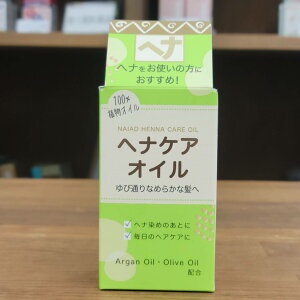 ヘナ
ヘナをお使いの方に
おすすめ!
100%
植物オイル
NAIAD HENNA CARE OIL
ヘナケア
オイル
ゆび通りなめらかな髪へ
ヘナ染めのあとに
毎日のヘアケアに
Argan Oil・Olive Oil
配合